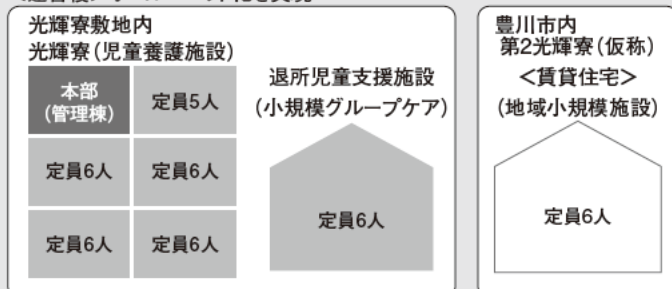 光輝寮敷地内
光輝寮(児童養護施設)
本部
(管理棟)
定員5人
定員6人
定員6人
定員6人
定員6人
退所児童支援施設
(小規模グループケア)
定員6人
豊川市内
第2光輝寮(仮称)
<賃貸住宅>
(地域小規模施設)
定員6人